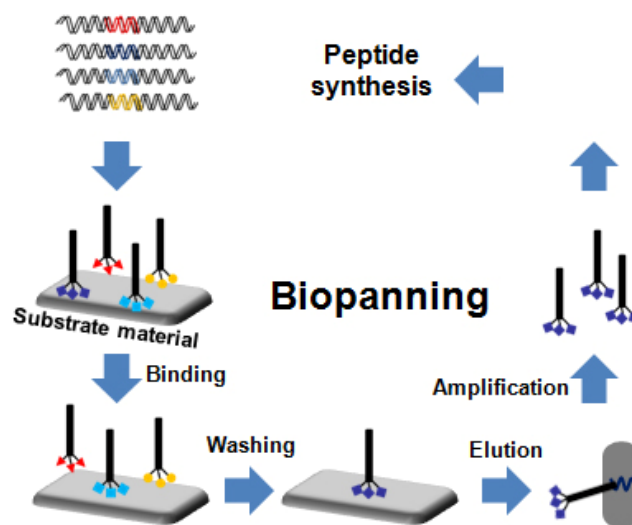 Peptide
synthesis
Biopanning
Substrate material
Binding
Washing
Elution
Amplification